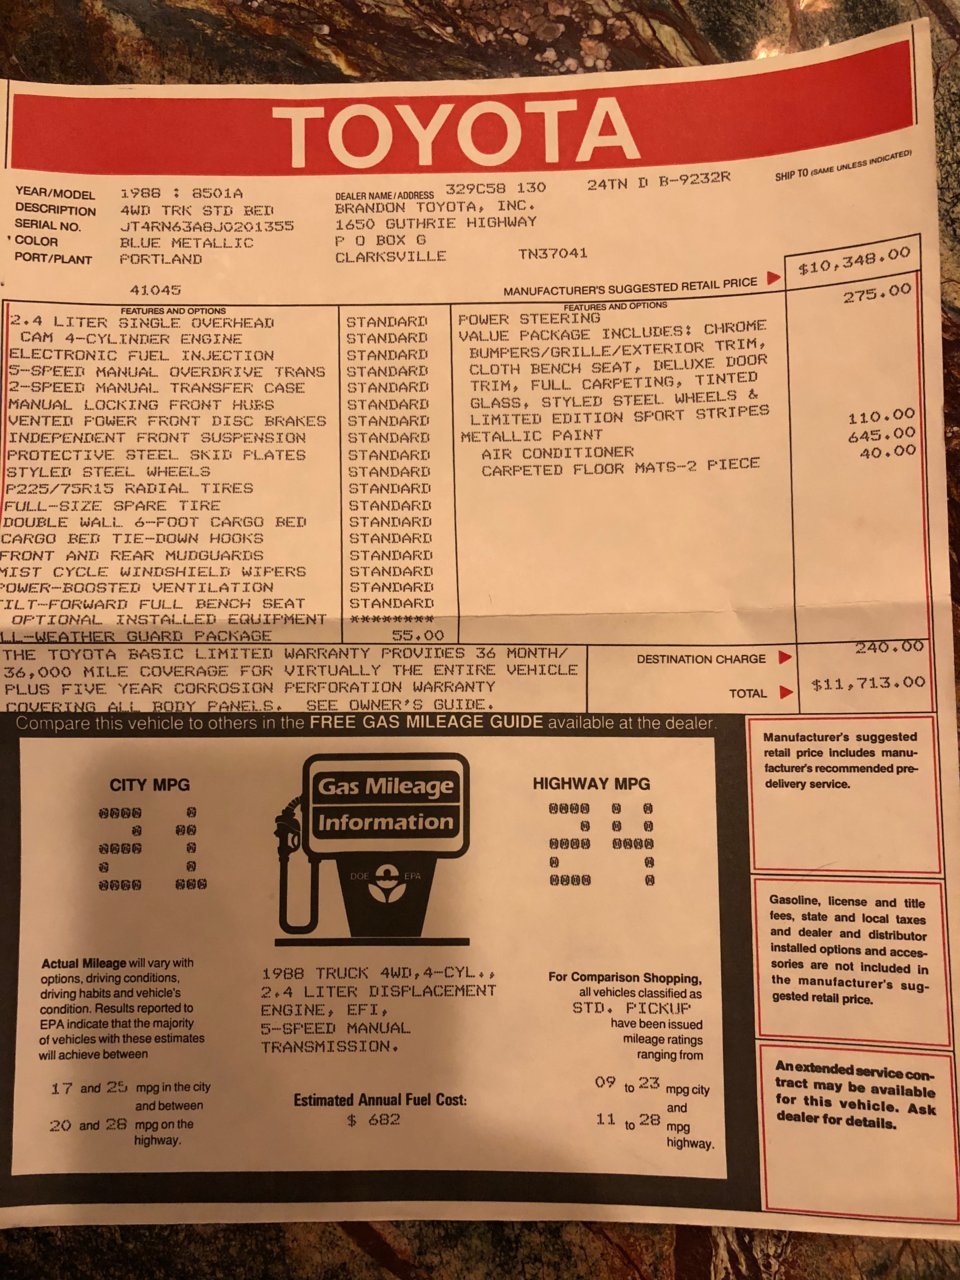 TOYOTA
YEAR/MODEL 1988 : 8501A
DESCRIPTION 4WD TRK STD BED
SERIAL NO. JT4RN63A8J0201355
COLOR BLUE METALLIC
PORT/PLANT PORTLAND
41045
DEALER NAME/ADDRESS 329C58 130 24TN D B-9232R
BRANDON TOYOTA, INC.
1650 GUTHRIE HIGHWAY
P O BOX G
CLARKSVILLE TN37041
SHIP TO (SAME UNLESS INDICATED)
MANUFACTURER'S SUGGESTED RETAIL PRICE $10,348.00
FEATURES AND OPTIONS
2.4 LITER SINGLE OVERHEAD STANDARD
CAM 4-CYLINDER ENGINE STANDARD
ELECTRONIC FUEL INJECTION STANDARD
5-SPEED MANUAL OVERDRIVE TRANS STANDARD
2-SPEED MANUAL TRANSFER CASE STANDARD
MANUAL LOCKING FRONT HUBS STANDARD
VENTED POWER FRONT DISC BRAKES STANDARD
INDEPENDENT FRONT SUSPENSION STANDARD
PROTECTIVE STEEL SKID PLATES STANDARD
STYLED STEEL WHEELS STANDARD
P225/75R15 RADIAL TIRES STANDARD
FULL-SIZE SPARE TIRE STANDARD
DOUBLE WALL 6-FOOT CARGO BED STANDARD
CARGO BED TIE-DOWN HOOKS STANDARD
FRONT AND REAR MUDGUARDS STANDARD
MIST CYCLE WINDSHIELD WIPERS STANDARD
POWER-BOOSTED VENTILATION STANDARD
TILT-FORWARD FULL BENCH SEAT STANDARD
OPTIONAL INSTALLED EQUIPMENT ********
LL-WEATHER GUARD PACKAGE 55.00
FEATURES AND OPTIONS
POWER STEERING 275.00
VALUE PACKAGE INCLUDES: CHROME
BUMPERS/GRILLE/EXTERIOR TRIM,
CLOTH BENCH SEAT, DELUXE DOOR
TRIM, FULL CARPETING, TINTED
GLASS, STYLED STEEL WHEELS &
LIMITED EDITION SPORT STRIPES
METALLIC PAINT 110.00
AIR CONDITIONER 645.00
CARPETED FLOOR MATS-2 PIECE 40.00
THE TOYOTA BASIC LIMITED WARRANTY PROVIDES 36 MONTH/
36,000 MILE COVERAGE FOR VIRTUALLY THE ENTIRE VEHICLE
PLUS FIVE YEAR CORROSION PERFORATION WARRANTY
COVERING ALL BODY PANELS. SEE OWNER'S GUIDE.
DESTINATION CHARGE 240.00
TOTAL $11,713.00
Compare this vehicle to others in the FREE GAS MILEAGE GUIDE available at the dealer.
CITY MPG
21
Gas Mileage
Information
DOE EPA
HIGHWAY MPG
24
Actual Mileage will vary with
options, driving conditions,
driving habits and vehicle's
condition. Results reported to
EPA indicate that the majority
of vehicles with these estimates
will achieve between
17 and 25 mpg in the city
and between
20 and 28 mpg on the
highway.
1988 TRUCK 4WD,4-CYL.,
2.4 LITER DISPLACEMENT
ENGINE, EFI,
5-SPEED MANUAL
TRANSMISSION.
Estimated Annual Fuel Cost:
$ 682
For Comparison Shopping,
all vehicles classified as
STD. PICKUP
have been issued
mileage ratings
ranging from
09 to 23 mpg city
and
11 to 28 mpg
highway.
Manufacturer's suggested
retail price includes manu-
facturer's recommended pre-
delivery service.
Gasoline, license and title
fees, state and local taxes
and dealer and distributor
installed options and acces-
sories are not included in
the manufacturer's sug-
gested retail price.
An extended service con-
tract may be available
for this vehicle. Ask
dealer for details.